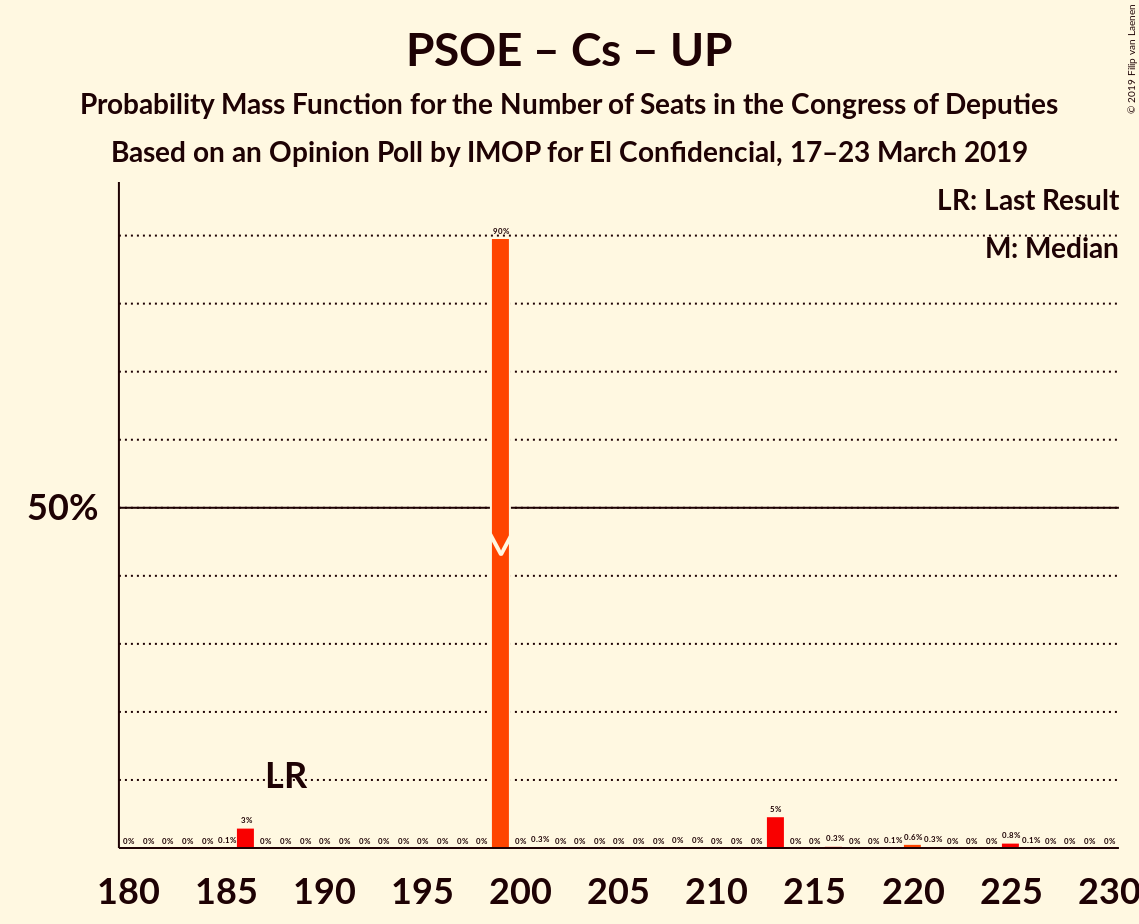 © 2019 Filip van Laenen
PSOE – Cs – UP
Probability Mass Function for the Number of Seats in the Congress of Deputies
Based on an Opinion Poll by IMOP for El Confidencial, 17–23 March 2019
LR: Last Result
M: Median
50%
LR
0% 0% 0% 0% 0% 0.1% 3% 0% 0% 0% 0% 0% 0% 0% 0% 0% 0% 0% 0% 90% 0% 0.3% 0% 0% 0% 0% 0% 0% 0% 0% 0% 0% 0% 5% 0% 0% 0.3% 0% 0% 0.1% 0.6% 0.3% 0% 0% 0% 0.8% 0.1% 0% 0% 0% 0%
180 185 190 195 200 205 210 215 220 225 230